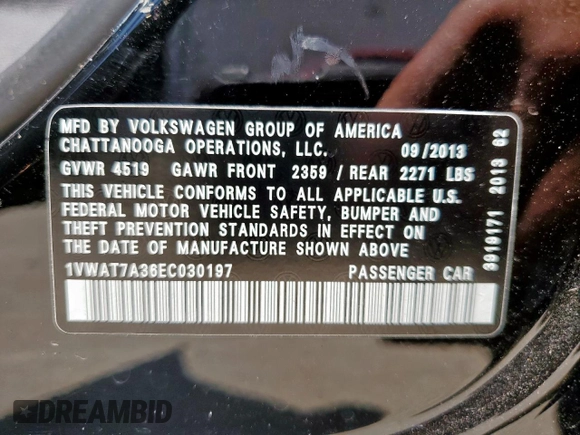 MFD BY VOLKSWAGEN GROUP OF AMERICA
CHATTANOOGA OPERATIONS, LLC. 09/2013
GVWR 4519 GAWR FRONT 2359 / REAR 2271 LBS
THIS VEHICLE CONFORMS TO ALL APPLICABLE U.S.
FEDERAL MOTOR VEHICLE SAFETY, BUMPER AND
THEFT PREVENTION STANDARDS IN EFFECT ON
THE DATE OF MANUFACTURE SHOWN ABOVE
1VWAT7A36EC030197 PASSENGER CAR
3919171 2013 62
DREAMBID